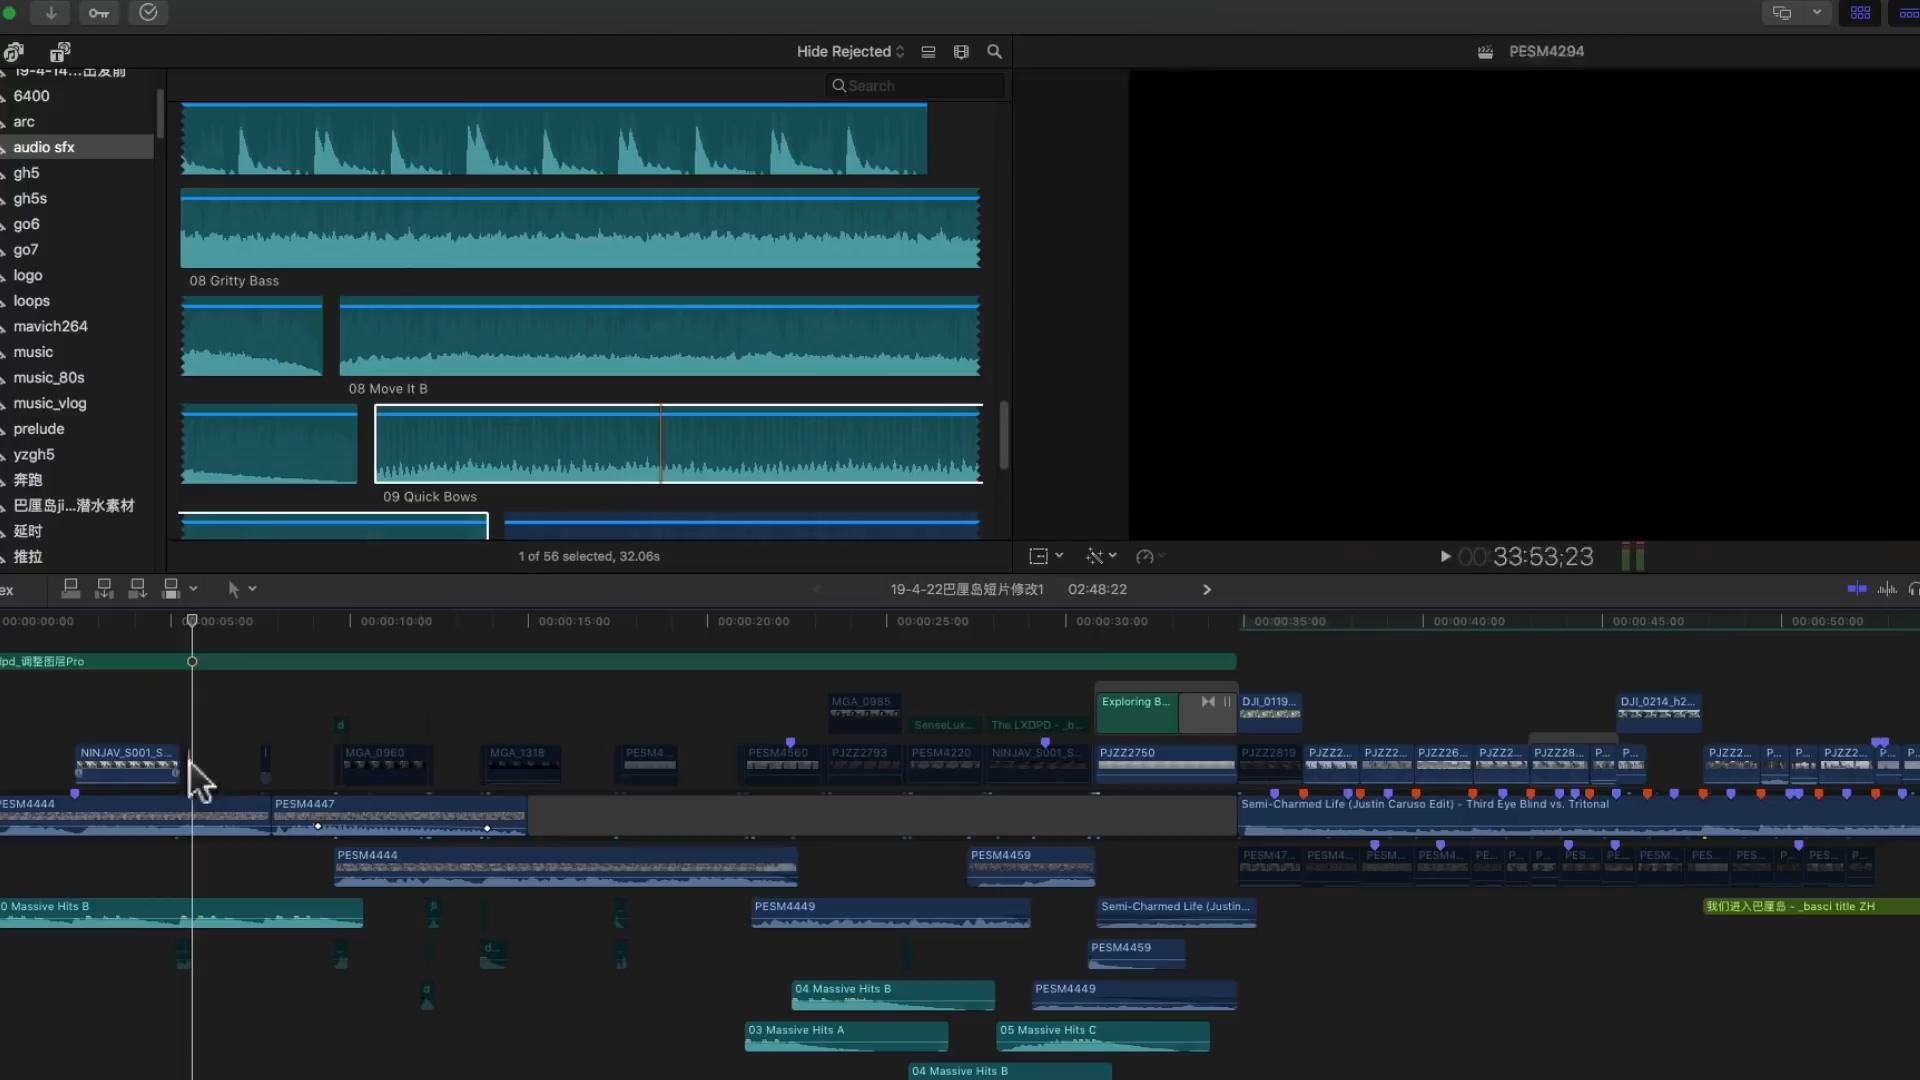 Hide Rejected
PESM4294
19-4-14...出发前
6400
arc
audio sfx
gh5
gh5s
go6
go7
logo
loops
mavich264
music
music_80s
music_vlog
prelude
yzgh5
奔跑
巴厘岛ji...潜水素材
延时
推拉
Search
08 Gritty Bass
08 Move It B
09 Quick Bows
1 of 56 selected, 32.06s
33:53,23
ex
19-4-22巴厘岛短片修改1
02:48:22
00:00:00:00
00:00:05:00
00:00:10:00
00:00:15:00
00:00:20:00
00:00:25:00
00:00:30:00
00:00:35:00
00:00:40:00
00:00:45:00
00:00:50:00
ipd_调整图层Pro
MGA_0985
Exploring B...
DJI_0119...
DJI_0214_h2...
d
SenseLux...
The LXDPD - _b...
NINJAV_S001_S...
MGA_0960
MGA_1318
PESM4...
PESM4560
PJZZ2793
PESM4220
NINJAV_S001_S...
PJZZ2750
PJZZ2819
PJZZ2...
PJZZ2...
PJZZ26...
PJZZ2...
PJZZ28...
P...
P...
PJZZ2...
P...
P...
PJZZ2...
P...
PESM4444
PESM4447
Semi-Charmed Life (Justin Caruso Edit) - Third Eye Blind vs. Tritonal
PESM4444
PESM4459
PESM47...
PESM4...
PESM...
PESM4...
PE...
P...
P...
PES...
PE...
PESM...
PES...
PES...
P...
PES...
P...
0 Massive Hits B
PESM4449
Semi-Charmed Life (Justin...
我们进入巴厘岛 - _basci title ZH
d...
PESM4459
d
04 Massive Hits B
PESM4449
03 Massive Hits A
05 Massive Hits C
04 Massive Hits B